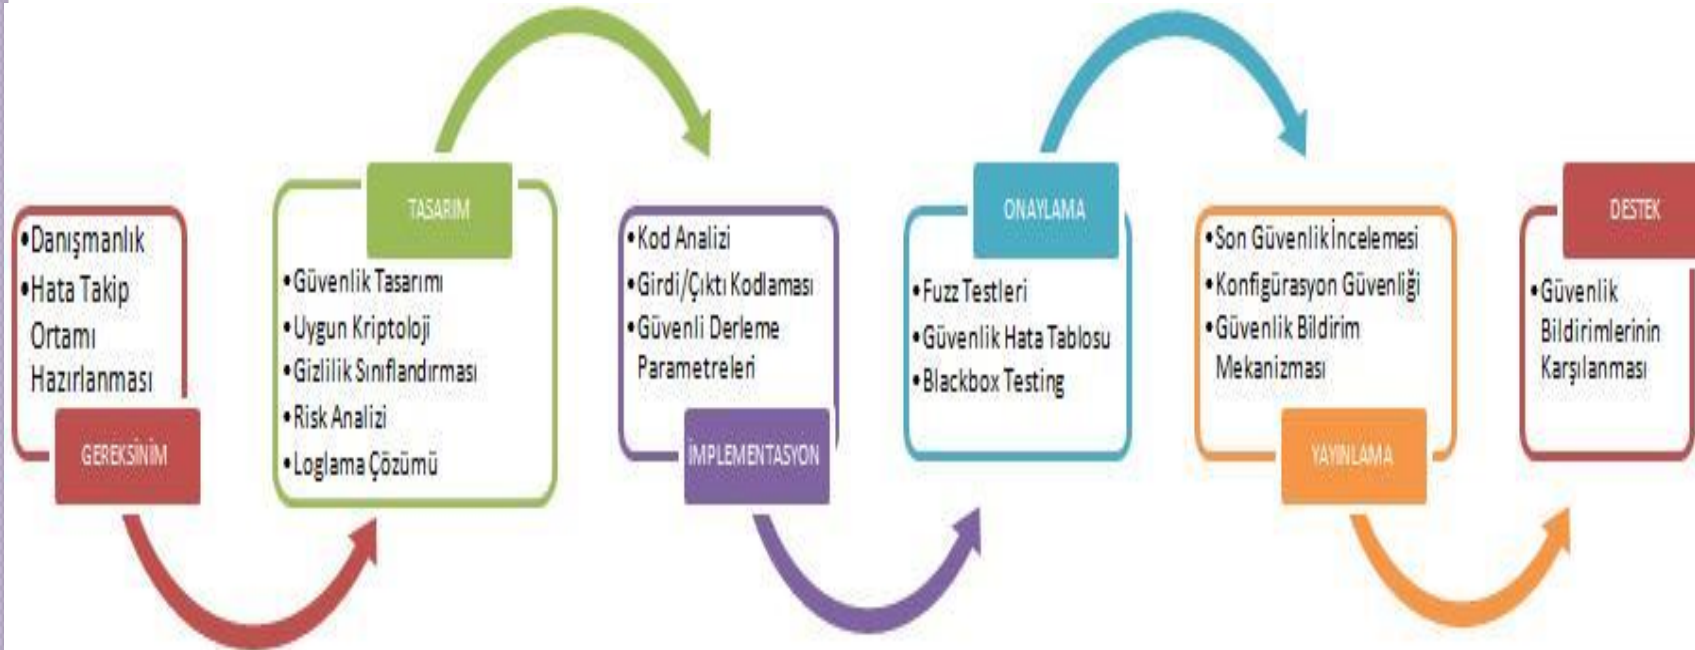 •Danışmanlık
•Hata Takip
Ortamı
Hazırlanması
GEREKSİNİM
TASARIM
•Güvenlik Tasarımı
•Uygun Kriptoloji
•Gizlilik Sınıflandırması
•Risk Analizi
•Loglama Çözümü
•Kod Analizi
•Girdi/Çıktı Kodlaması
•Güvenli Derleme
Parametreleri
İMPLEMENTASYON
ONAYLAMA
•Fuzz Testleri
•Güvenlik Hata Tablosu
•Blackbox Testing
•Son Güvenlik İncelemesi
•Konfigürasyon Güvenliği
•Güvenlik Bildirim
Mekanizması
YAYINLAMA
DESTEK
•Güvenlik
Bildirimlerinin
Karşılanması